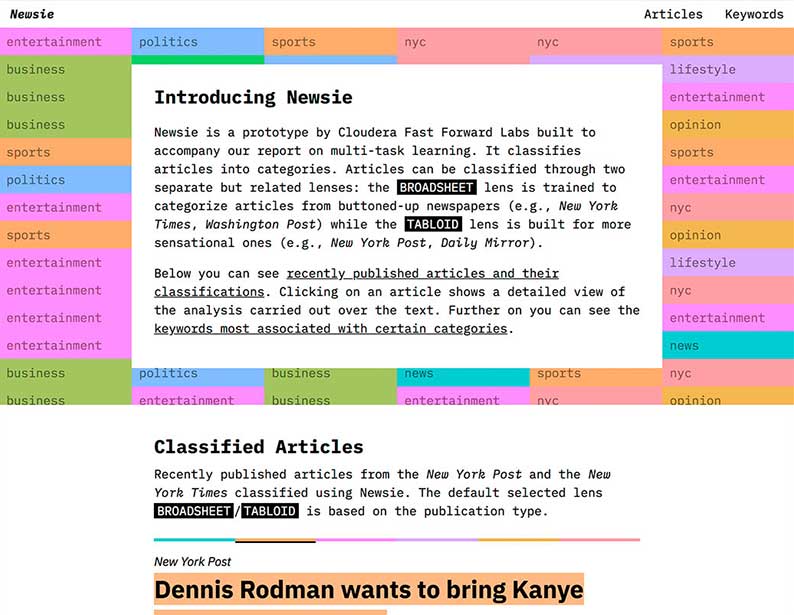 Newsie
Articles Keywords
entertainment politics sports nyc nyc sports
business lifestyle
business entertainment
business opinion
sports sports
politics entertainment
entertainment nyc
sports opinion
entertainment lifestyle
entertainment nyc
entertainment entertainment
entertainment news
business politics business news sports nyc
business entertainment business entertainment nyc opinion
Introducing Newsie
Newsie is a prototype by Cloudera Fast Forward Labs built to
accompany our report on multi-task learning. It classifies
articles into categories. Articles can be classified through two
separate but related lenses: the BROADSHEET lens is trained to
categorize articles from buttoned-up newspapers (e.g., New York
Times, Washington Post) while the TABLOID lens is built for more
sensational ones (e.g., New York Post, Daily Mirror).
Below you can see recently published articles and their
classifications. Clicking on an article shows a detailed view of
the analysis carried out over the text. Further on you can see the
keywords most associated with certain categories.
Classified Articles
Recently published articles from the New York Post and the New
York Times classified using Newsie. The default selected lens
BROADSHEET/TABLOID is based on the publication type.
New York Post
Dennis Rodman wants to bring Kanye